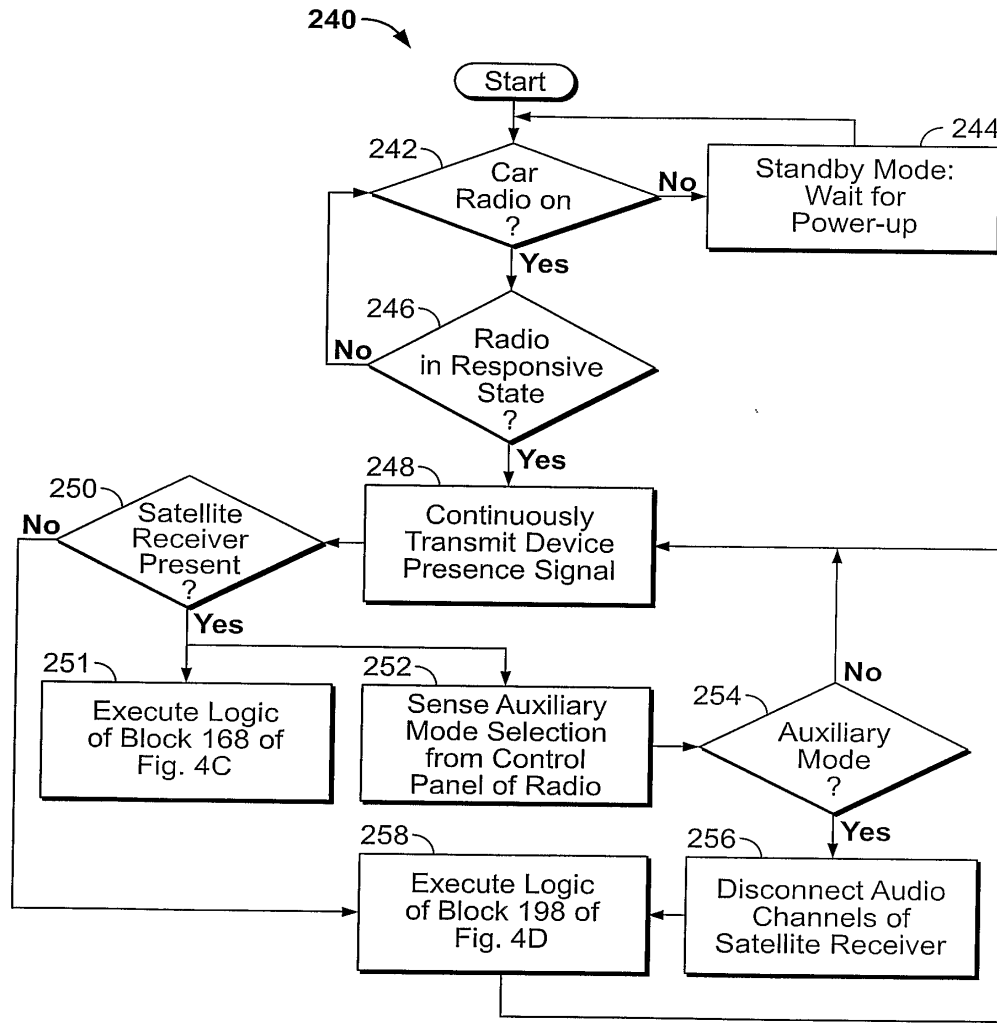 240
Start
242
Car
Radio on
?
No
244
Standby Mode:
Wait for
Power-up
Yes
246
Radio
in Responsive
State
?
No
Yes
248
Continuously
Transmit Device
Presence Signal
250
Satellite
Receiver
Present
?
No
Yes
251
Execute Logic
of Block 168 of
Fig. 4C
252
Sense Auxiliary
Mode Selection
from Control
Panel of Radio
254
Auxiliary
Mode
?
No
Yes
256
Disconnect Audio
Channels of
Satellite Receiver
258
Execute Logic
of Block 198 of
Fig. 4D